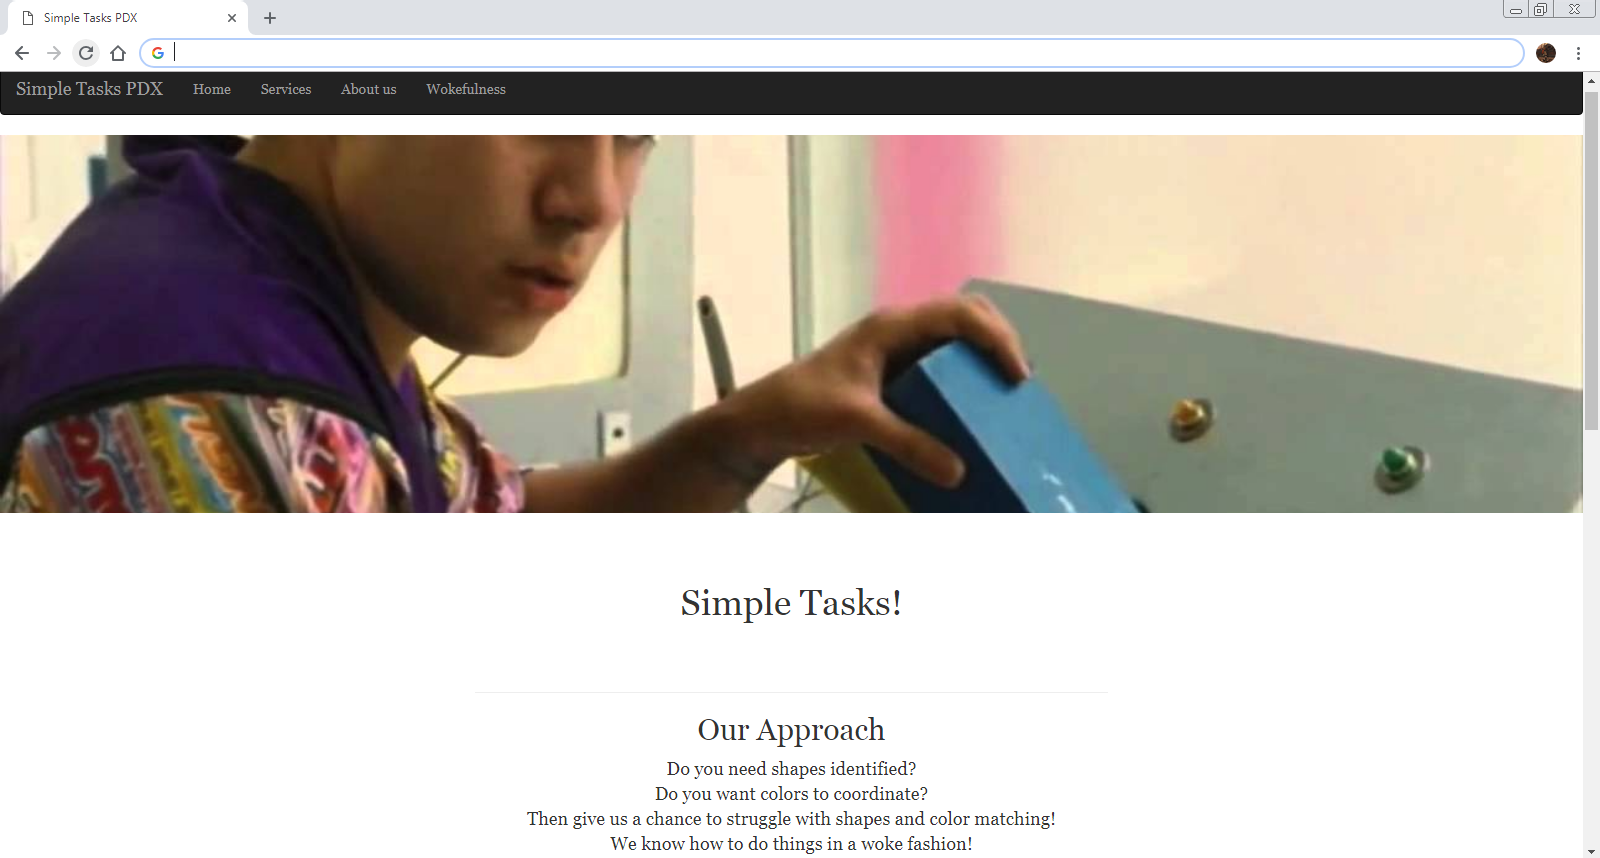 Simple Tasks PDX
Simple Tasks PDX Home Services About us Wokefulness
Simple Tasks!
Our Approach
Do you need shapes identified?
Do you want colors to coordinate?
Then give us a chance to struggle with shapes and color matching!
We know how to do things in a woke fashion!